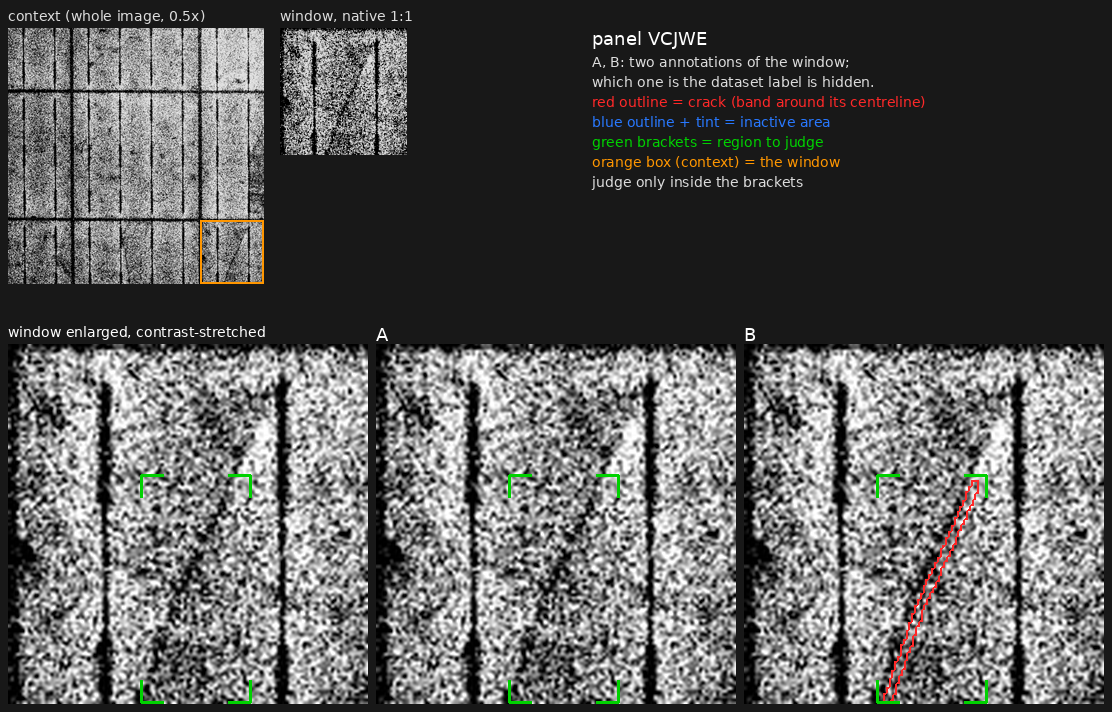 context (whole image, 0.5x)
window, native 1:1
panel VCJWE
A, B: two annotations of the window;
which one is the dataset label is hidden.
red outline = crack (band around its centreline)
blue outline + tint = inactive area
green brackets = region to judge
orange box (context) = the window
judge only inside the brackets
window enlarged, contrast-stretched
A
B